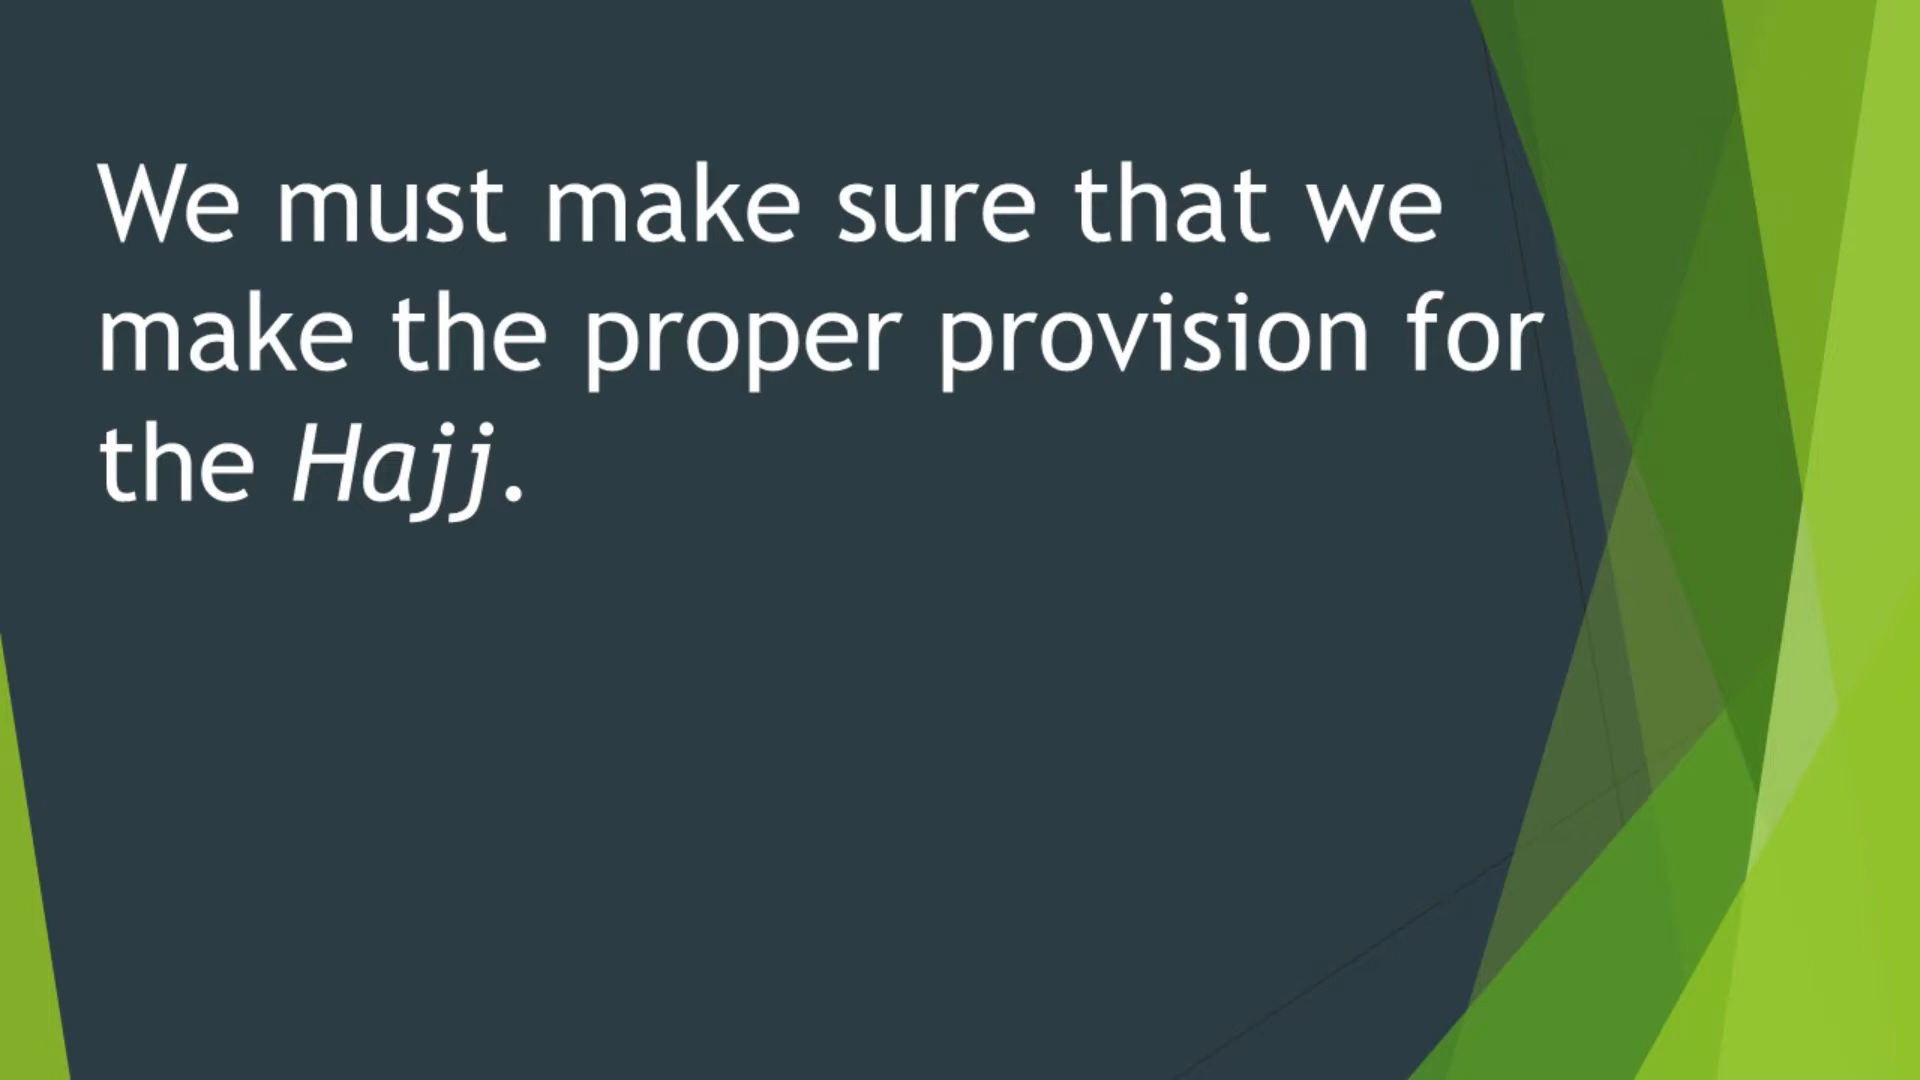 We must make sure that we
make the proper provision for
the Hajj.